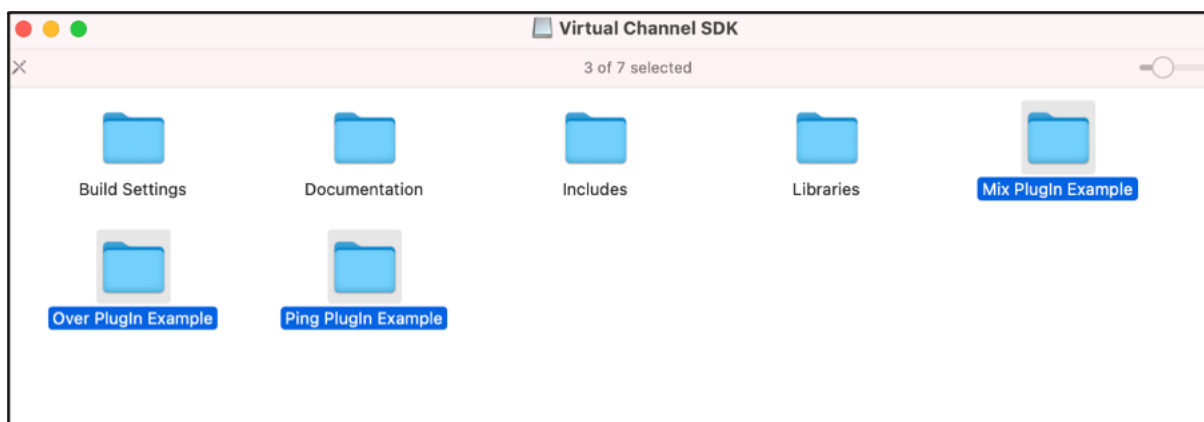 Virtual Channel SDK
3 of 7 selected
Build Settings
Documentation
Includes
Libraries
Mix PlugIn Example
Over PlugIn Example
Ping PlugIn Example